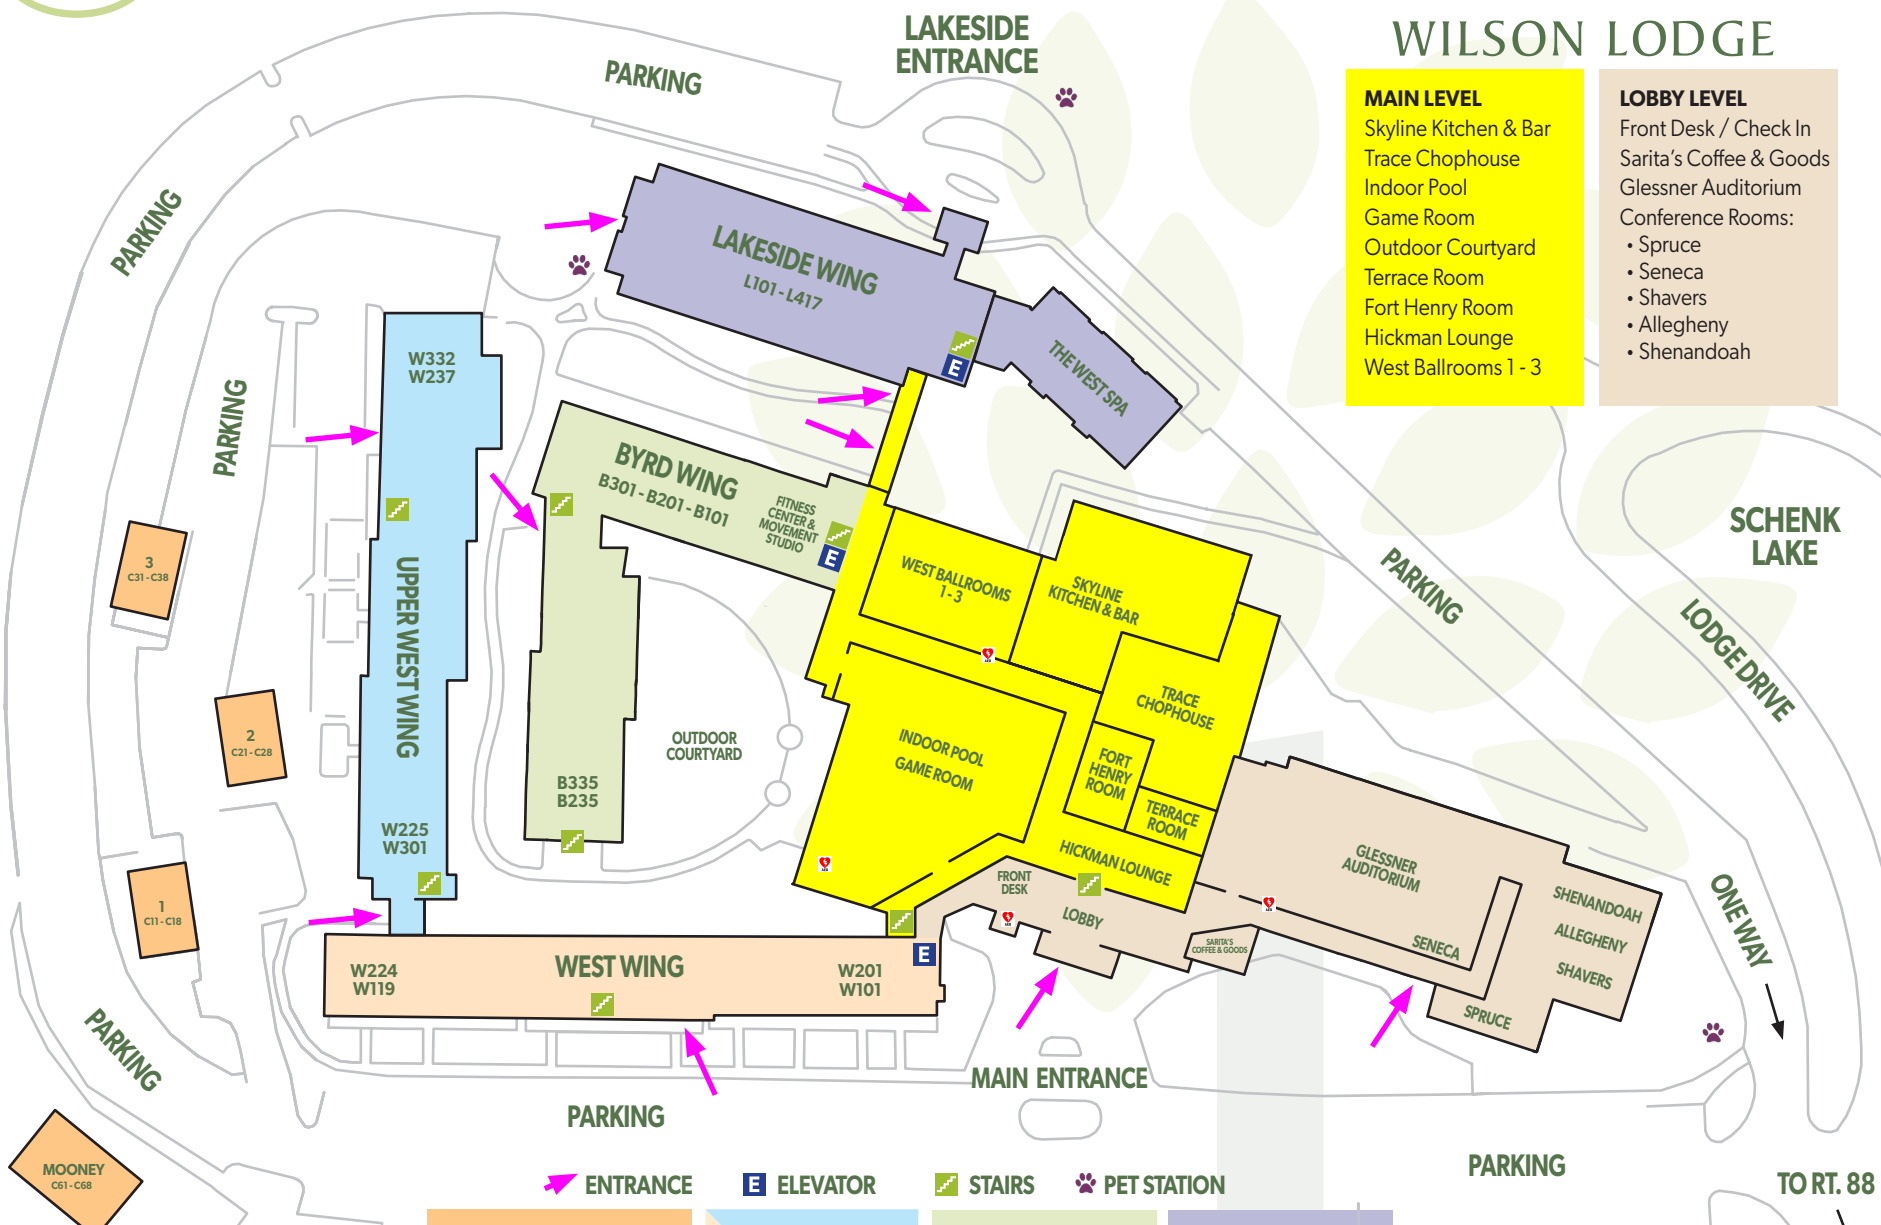 LAKESIDE
ENTRANCE
WILSON LODGE
MAIN LEVEL
Skyline Kitchen & Bar
Trace Chophouse
Indoor Pool
Game Room
Outdoor Courtyard
Terrace Room
Fort Henry Room
Hickman Lounge
West Ballrooms 1 - 3
LOBBY LEVEL
Front Desk / Check In
Sarita's Coffee & Goods
Glessner Auditorium
Conference Rooms:
• Spruce
• Seneca
• Shavers
• Allegheny
• Shenandoah
PARKING
PARKING
PARKING
LAKESIDE WING
L101 - L417
THE WEST SPA
E
W332
W237
UPPER WEST WING
W225
W301
BYRD WING
B301 - B201 - B101
FITNESS
CENTER &
MOVEMENT
STUDIO
E
B335
B235
OUTDOOR
COURTYARD
WEST BALLROOMS
1 - 3
SKYLINE
KITCHEN & BAR
TRACE
CHOPHOUSE
INDOOR POOL
GAME ROOM
FORT
HENRY
ROOM
TERRACE
ROOM
HICKMAN LOUNGE
FRONT
DESK
LOBBY
SARITA'S
COFFEE & GOODS
GLESSNER
AUDITORIUM
SENECA
SHENANDOAH
ALLEGHENY
SHAVERS
SPRUCE
SCHENK
LAKE
PARKING
LODGE DRIVE
ONE WAY
3
C31 - C38
2
C21 - C28
1
C11 - C18
W224
W119
WEST WING
W201
W101
E
PARKING
MAIN ENTRANCE
PARKING
PARKING
TO RT. 88
MOONEY
C61 - C68
ENTRANCE
E ELEVATOR
STAIRS
PET STATION